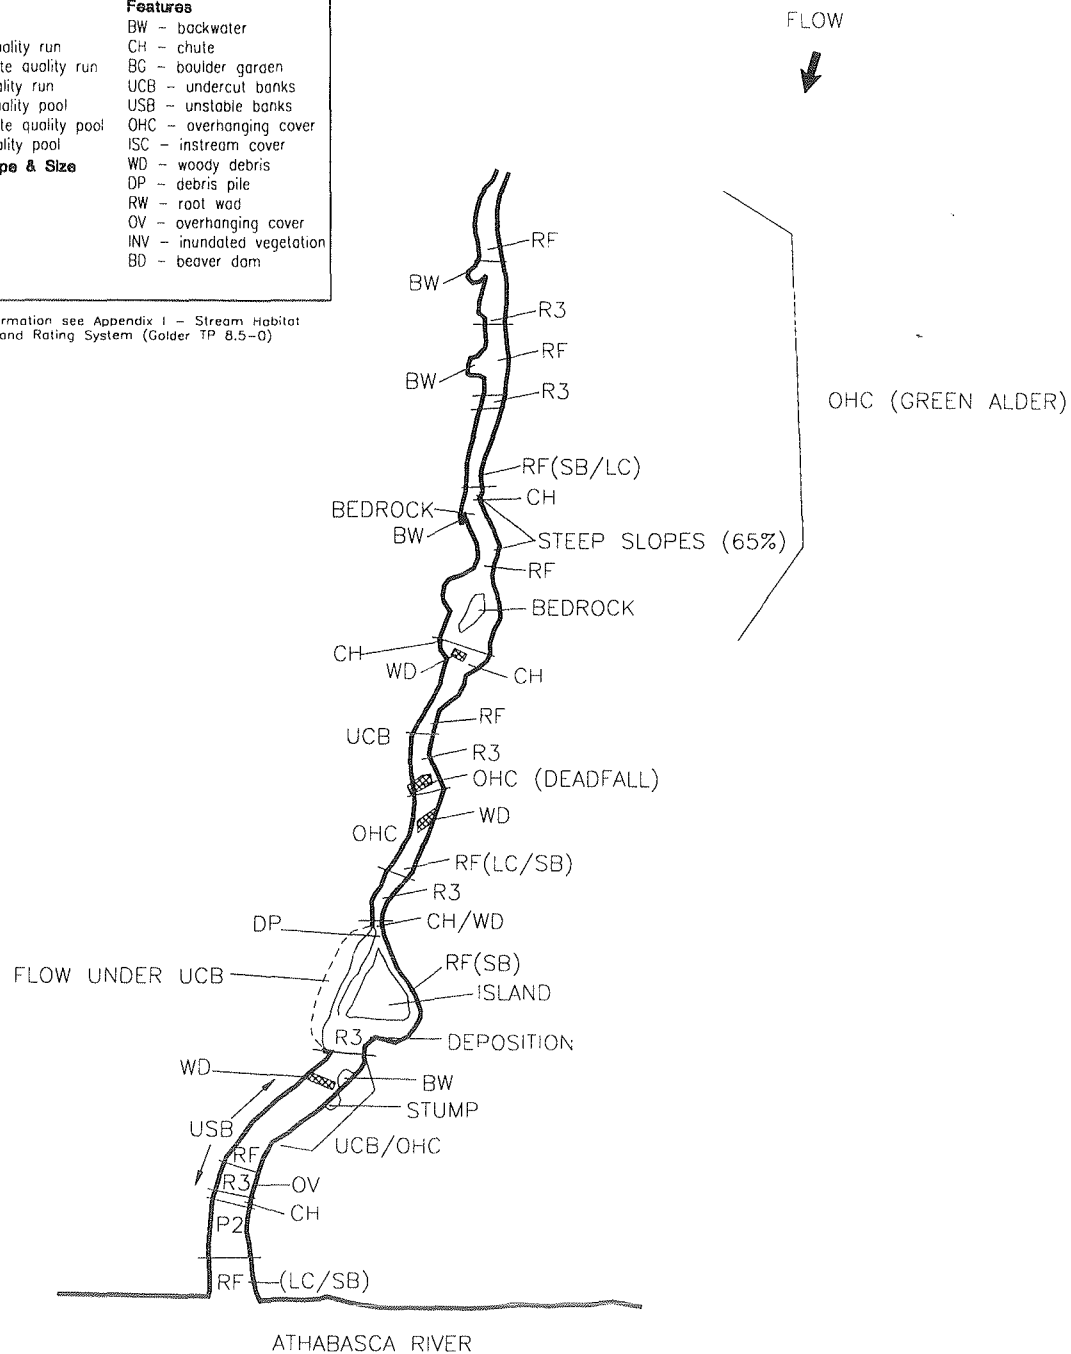 Features
BW - backwater
CH - chute
BG - boulder garden
UCB - undercut banks
USB - unstable banks
OHC - overhanging cover
ISC - instream cover
WD - woody debris
DP - debris pile
RW - root wad
OV - overhanging cover
INV - inundated vegetation
BD - beaver dam
run
te quality run
run
pool
te quality pool
pool
& Size
see Appendix I - Stream Habitat
and Rating System (Golder TP 8.5-0)
FLOW
RF
BW
R3
RF
BW
R3
OHC (GREEN ALDER)
RF(SB/LC)
CH
BEDROCK
BW
STEEP SLOPES (65%)
RF
BEDROCK
CH
WD
CH
RF
UCB
R3
OHC (DEADFALL)
WD
OHC
RF(LC/SB)
R3
CH/WD
DP
RF(SB)
FLOW UNDER UCB
ISLAND
R3
DEPOSITION
WD
BW
STUMP
USB
UCB/OHC
RF
R3
OV
CH
P2
RF (LC/SB)
ATHABASCA RIVER